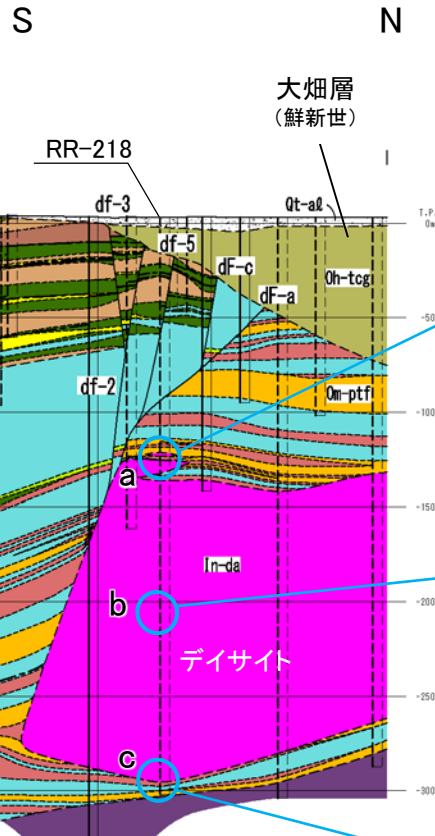 S
N
大畑層
(鮮新世)
RR-218
df-3
Qt-aℓ
T.P.
0m
df-5
dF-c
Oh-tcg
dF-a
-50
df-2
Om-ptf
-100
a
-150
In-da
b
-200
デイサイト
-250
c
-300